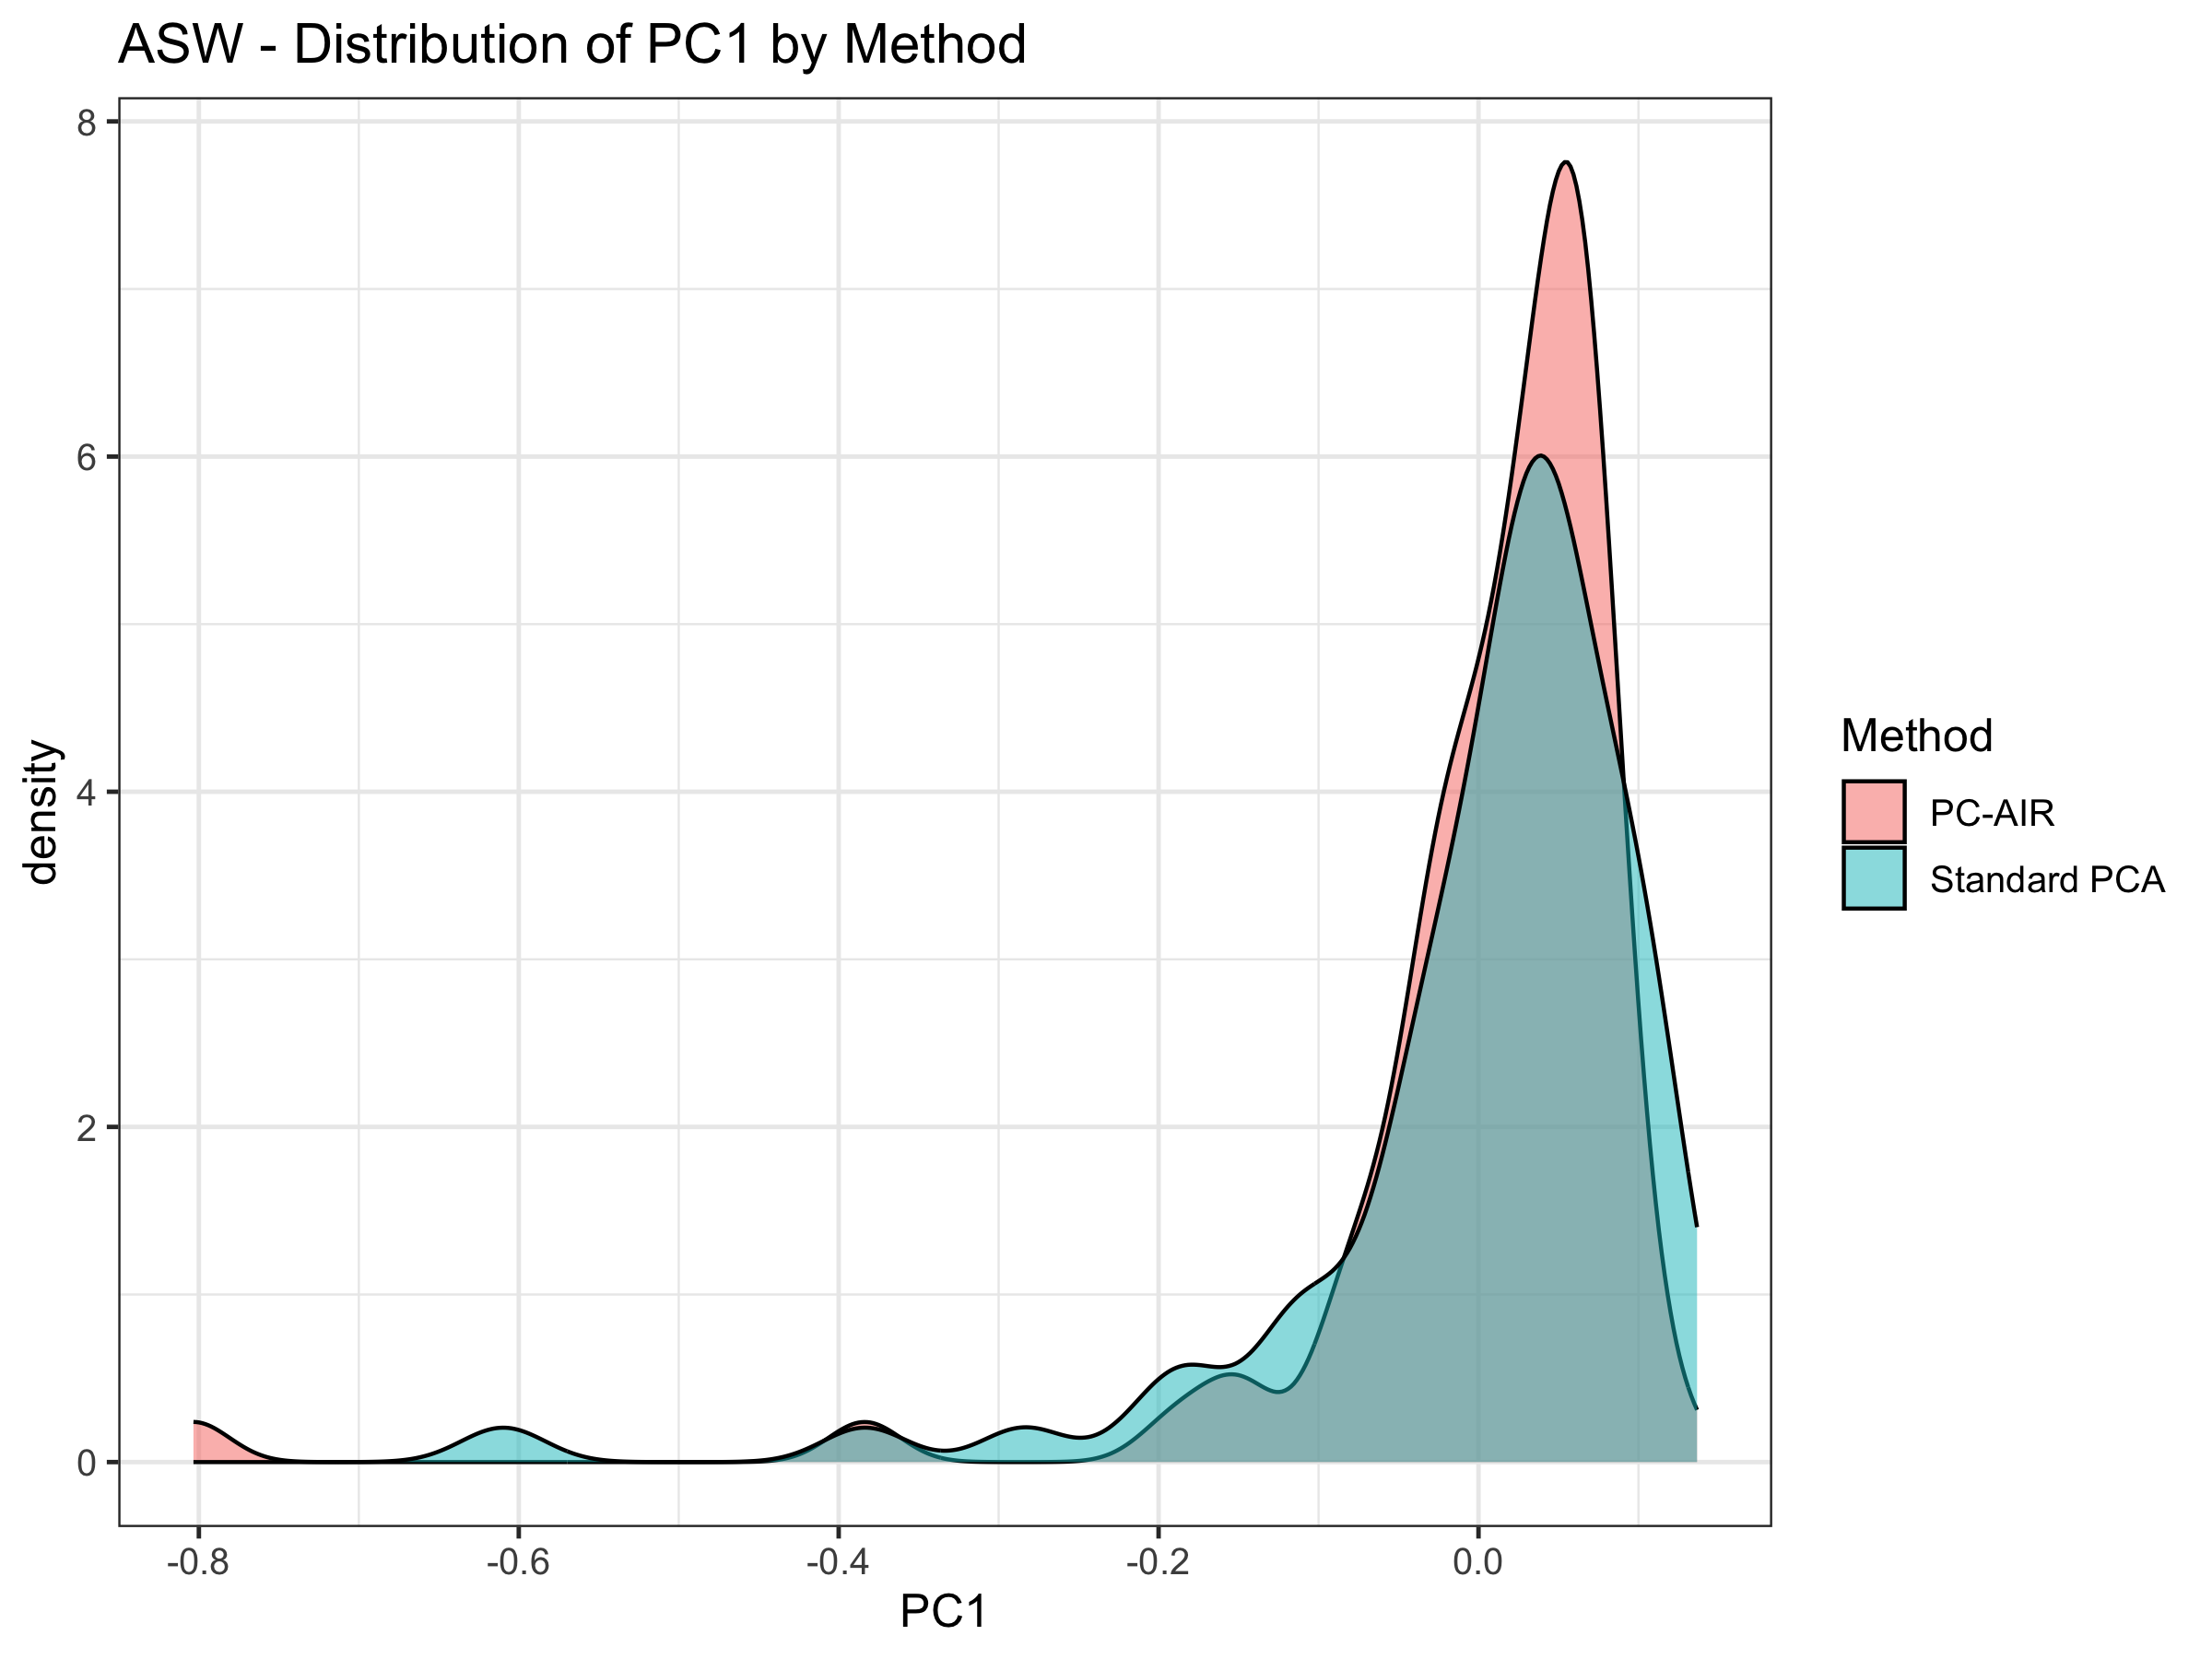 ASW - Distribution of PC1 by Method
8
6
4
2
0
density
-0.8 -0.6 -0.4 -0.2 0.0
PC1
Method
PC-AIR
Standard PCA